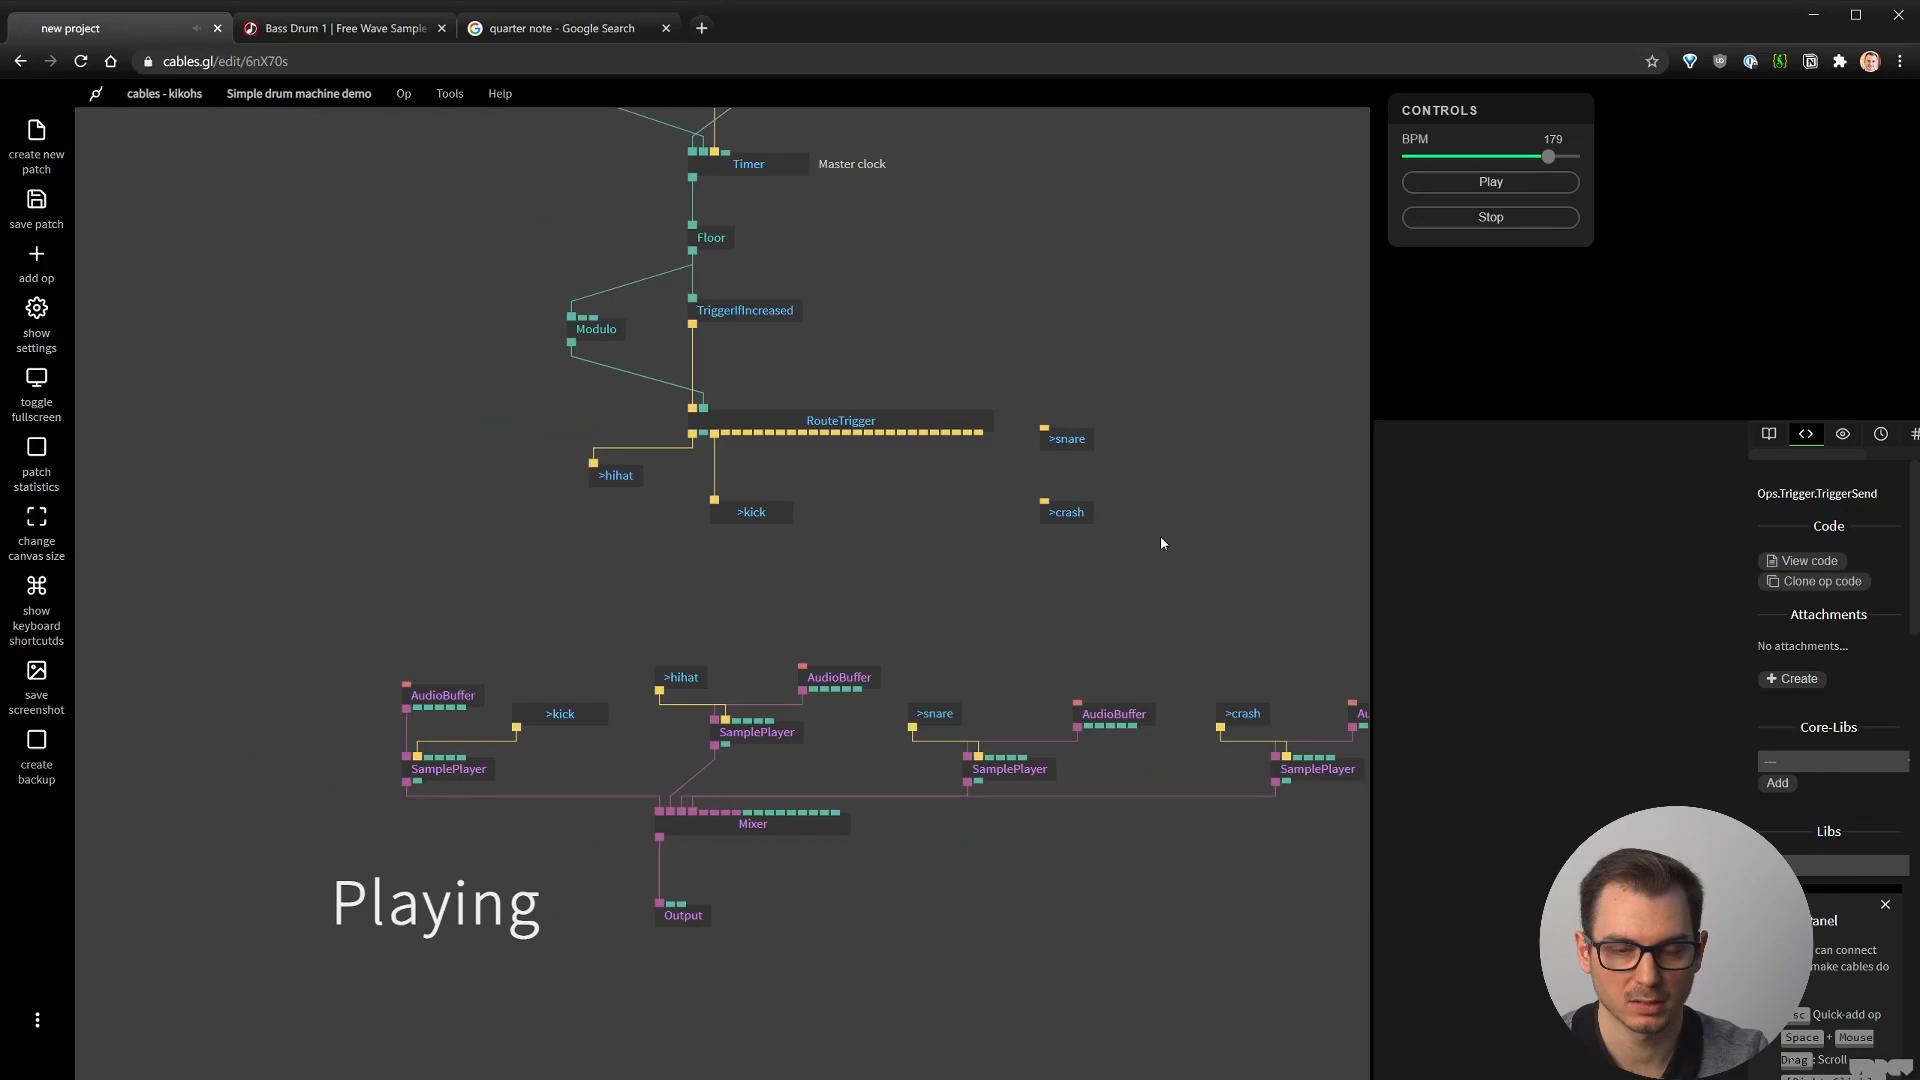 new project
Bass Drum 1 | Free Wave Sample
quarter note - Google Search
cables.gl/edit/6nX70s
cables - kikohs
Simple drum machine demo
Op
Tools
Help
create new
patch
save patch
add op
show
settings
toggle
fullscreen
patch
statistics
change
canvas size
show
keyboard
shortcutds
save
screenshot
create
backup
Timer
Master clock
Floor
TriggerIfIncreased
Modulo
RouteTrigger
>snare
>hihat
>kick
>crash
>hihat
AudioBuffer
AudioBuffer
>kick
>snare
AudioBuffer
>crash
Au
SamplePlayer
SamplePlayer
SamplePlayer
SamplePlayer
Mixer
Playing
Output
CONTROLS
BPM
179
Play
Stop
Ops.Trigger.TriggerSend
Code
View code
Clone op code
Attachments
No attachments...
+ Create
Core-Libs
---
Add
Libs
anel
can connect
make cables do
sc Quick-add op
Space + Mouse
Drag: Scroll